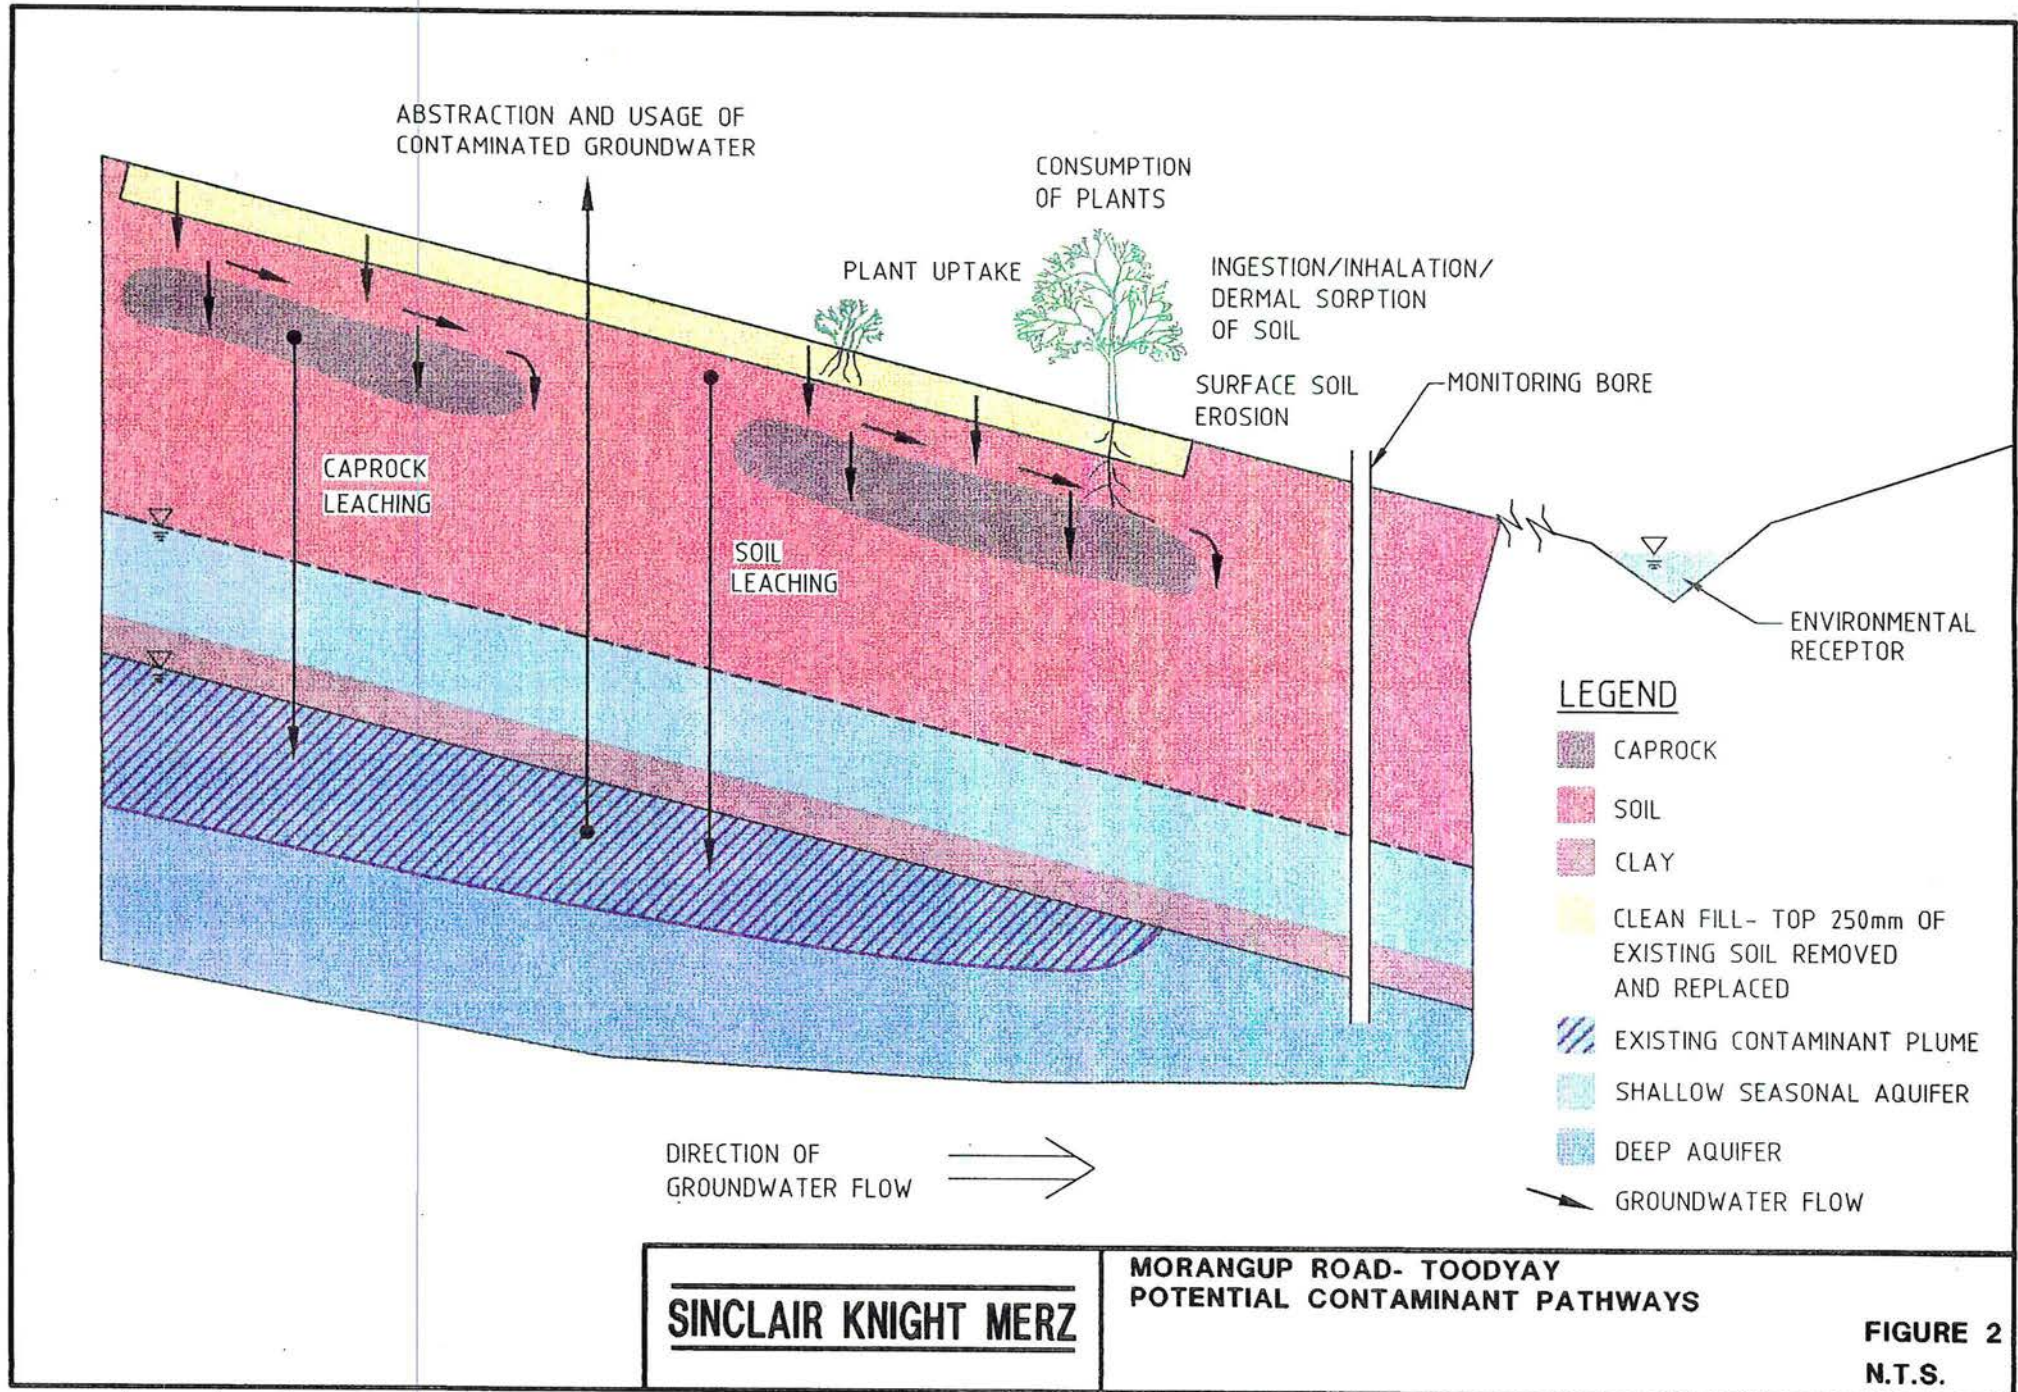 ABSTRACTION AND USAGE OF
CONTAMINATED GROUNDWATER
CONSUMPTION
OF PLANTS
PLANT UPTAKE
INGESTION/INHALATION/
DERMAL SORPTION
OF SOIL
SURFACE SOIL
EROSION
MONITORING BORE
CAPROCK
LEACHING
SOIL
LEACHING
ENVIRONMENTAL
RECEPTOR
LEGEND
CAPROCK
SOIL
CLAY
CLEAN FILL- TOP 250mm OF
EXISTING SOIL REMOVED
AND REPLACED
EXISTING CONTAMINANT PLUME
SHALLOW SEASONAL AQUIFER
DEEP AQUIFER
GROUNDWATER FLOW
DIRECTION OF
GROUNDWATER FLOW
SINCLAIR KNIGHT MERZ
MORANGUP ROAD- TOODYAY
POTENTIAL CONTAMINANT PATHWAYS
FIGURE 2
N.T.S.